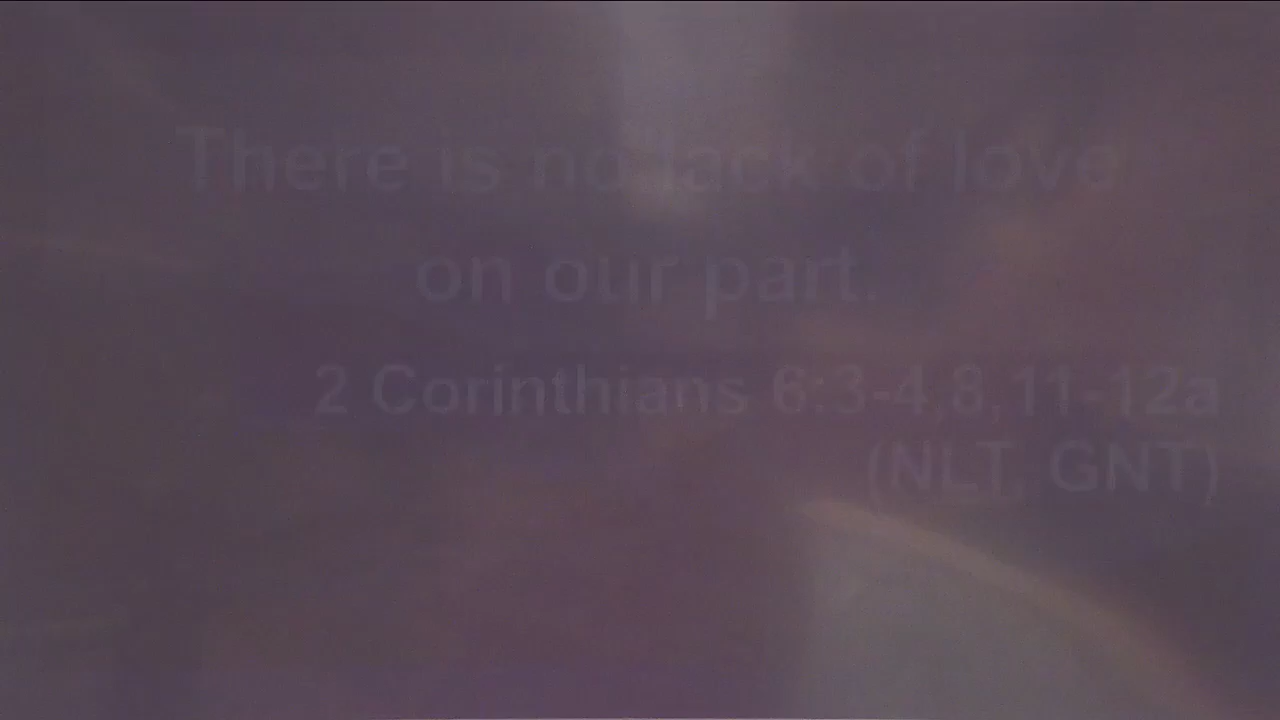 There is no lack of love
on our part.
2 Corinthians 6:3-4,8,11-12a
(NLT, GNT)